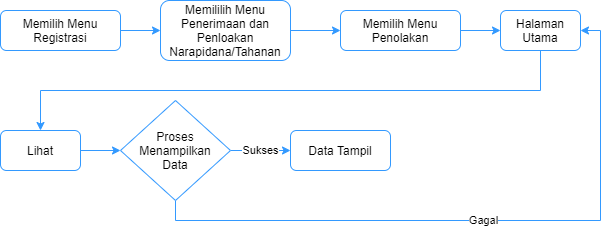 Memilih Menu
Registrasi
Memililih Menu
Penerimaan dan
Penloakan
Narapidana/Tahanan
Memilih Menu
Penolakan
Halaman
Utama
Lihat
Proses
Menampilkan
Data
Sukses
Data Tampil
Gagal